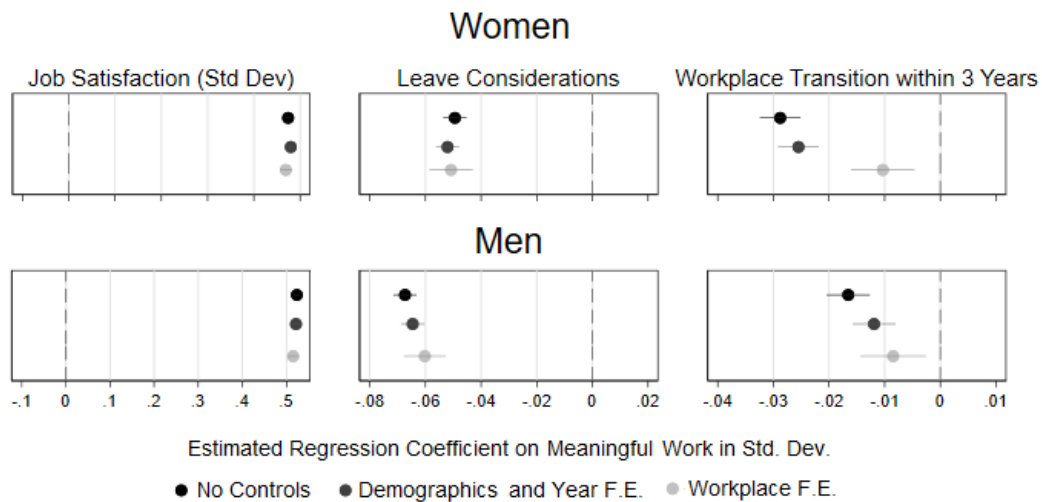 Women
Job Satisfaction (Std Dev) Leave Considerations Workplace Transition within 3 Years
Men
-.1 0 .1 .2 .3 .4 .5 -.08 -.06 -.04 -.02 0 .02 -.04 -.03 -.02 -.01 0 .01
Estimated Regression Coefficient on Meaningful Work in Std. Dev.
No Controls Demographics and Year F.E. Workplace F.E.